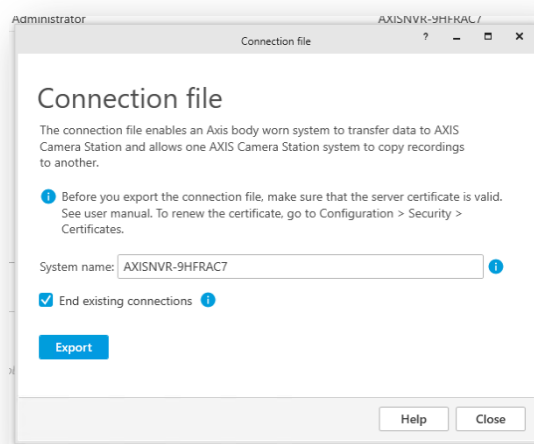 Administrator AXISNVR-9HFRAC7
Connection file ?
Connection file
The connection file enables an Axis body worn system to transfer data to AXIS
Camera Station and allows one AXIS Camera Station system to copy recordings
to another.
Before you export the connection file, make sure that the server certificate is valid.
See user manual. To renew the certificate, go to Configuration > Security >
Certificates.
System name: AXISNVR-9HFRAC7
End existing connections
Export
Help Close